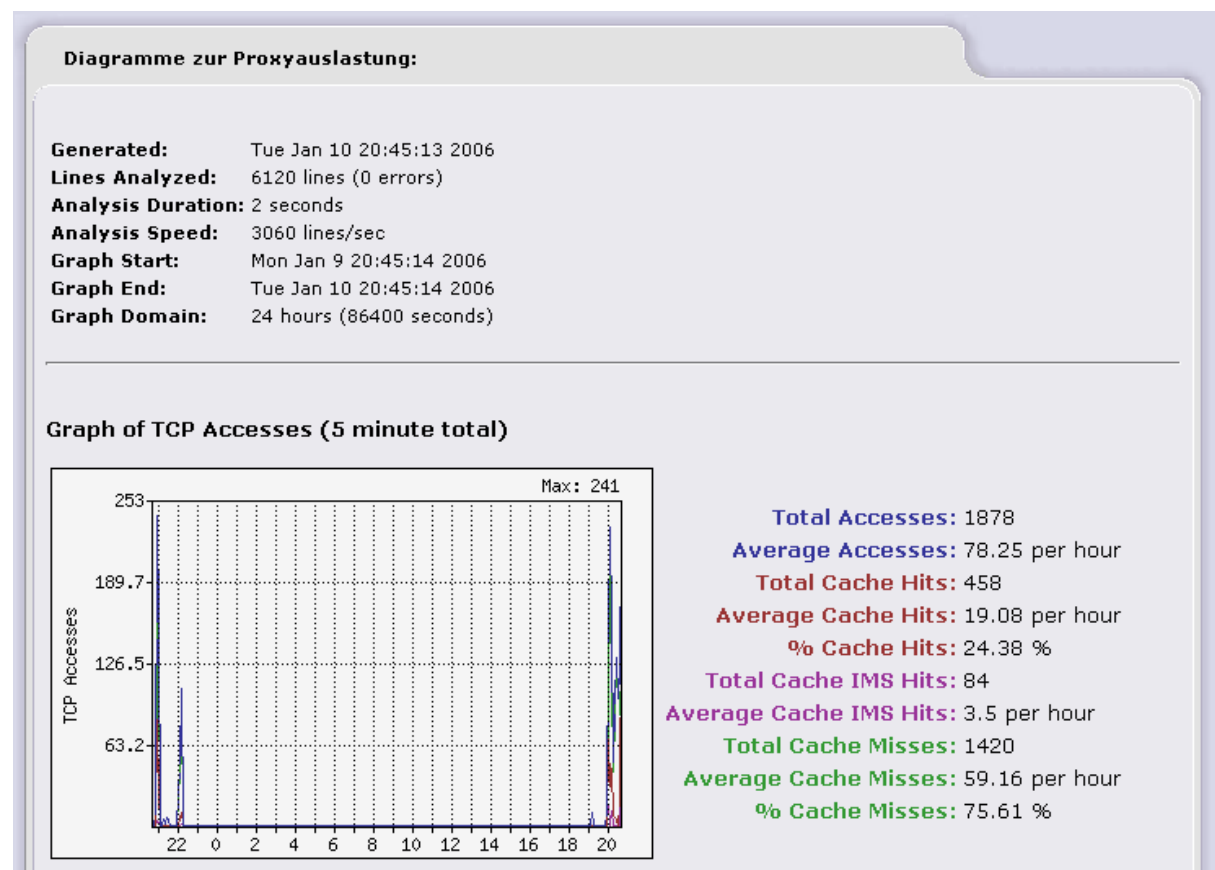 Diagramme zur Proxyauslastung:
Generated: Tue Jan 10 20:45:13 2006
Lines Analyzed: 6120 lines (0 errors)
Analysis Duration: 2 seconds
Analysis Speed: 3060 lines/sec
Graph Start: Mon Jan 9 20:45:14 2006
Graph End: Tue Jan 10 20:45:14 2006
Graph Domain: 24 hours (86400 seconds)
Graph of TCP Accesses (5 minute total)
Max: 241
253
189.7
126.5
63.2
TCP Accesses
22 0 2 4 6 8 10 12 14 16 18 20
Total Accesses: 1878
Average Accesses: 78.25 per hour
Total Cache Hits: 458
Average Cache Hits: 19.08 per hour
% Cache Hits: 24.38 %
Total Cache IMS Hits: 84
Average Cache IMS Hits: 3.5 per hour
Total Cache Misses: 1420
Average Cache Misses: 59.16 per hour
% Cache Misses: 75.61 %